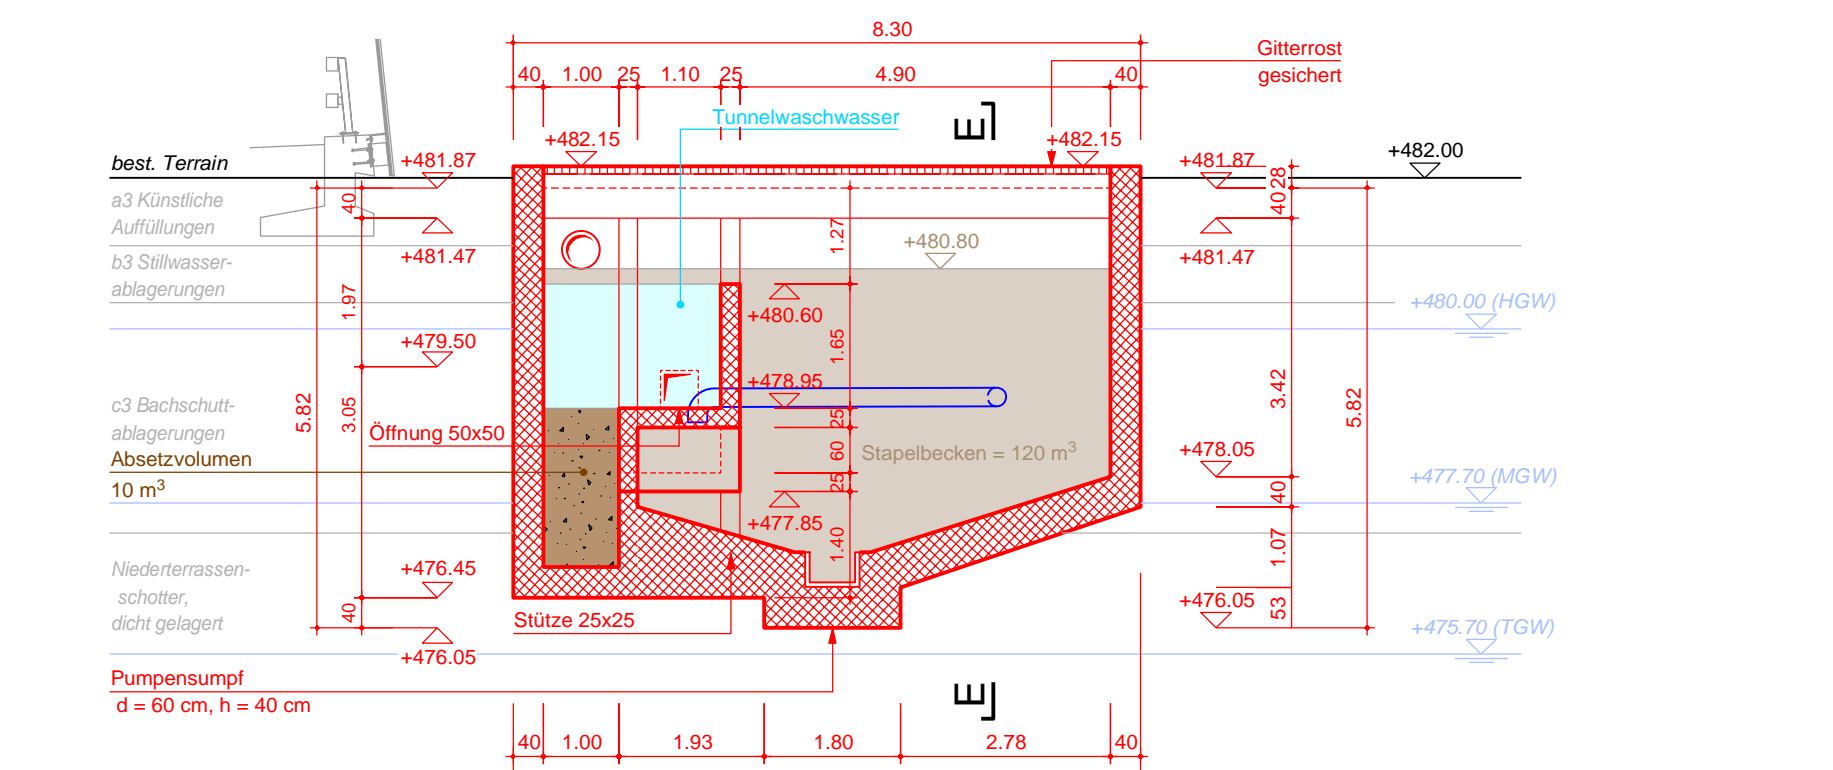 8.30
Gitterrost
gesichert
40 1.00 25 1.10 25 4.90 40
Tunnelwaschwasser
E E
+482.15 +482.15
best. Terrain
+481.87 +481.87
+482.00
a3 Künstliche
Auffüllungen
40 28
40
1.27
+480.80
+481.47 +481.47
b3 Stillwasser-
ablagerungen
1.97
+480.60
+480.00 (HGW)
+479.50
1.65
+478.95
3.42
5.82 3.05 5.82
c3 Bachschutt-
ablagerungen
Öffnung 50x50
25
60
25
Stapelbecken = 120 m³
Absetzvolumen
10 m³
+478.05
+477.70 (MGW)
40
+477.85
1.40
1.07
Niederterrassen-
schotter,
dicht gelagert
+476.45
40
+476.05
Stütze 25x25
+476.05
53
+475.70 (TGW)
Pumpensumpf
d = 60 cm, h = 40 cm
40 1.00 1.93 1.80 2.78 40